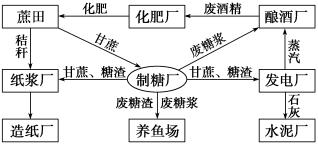 蔗田 化肥 化肥厂 废酒精 酿酒厂
秸秆 甘蔗 废糖浆 蒸汽
纸浆厂 甘蔗、糖渣 制糖厂 甘蔗、糖渣 发电厂
废糖渣 废糖浆 石灰
造纸厂 养鱼场 水泥厂